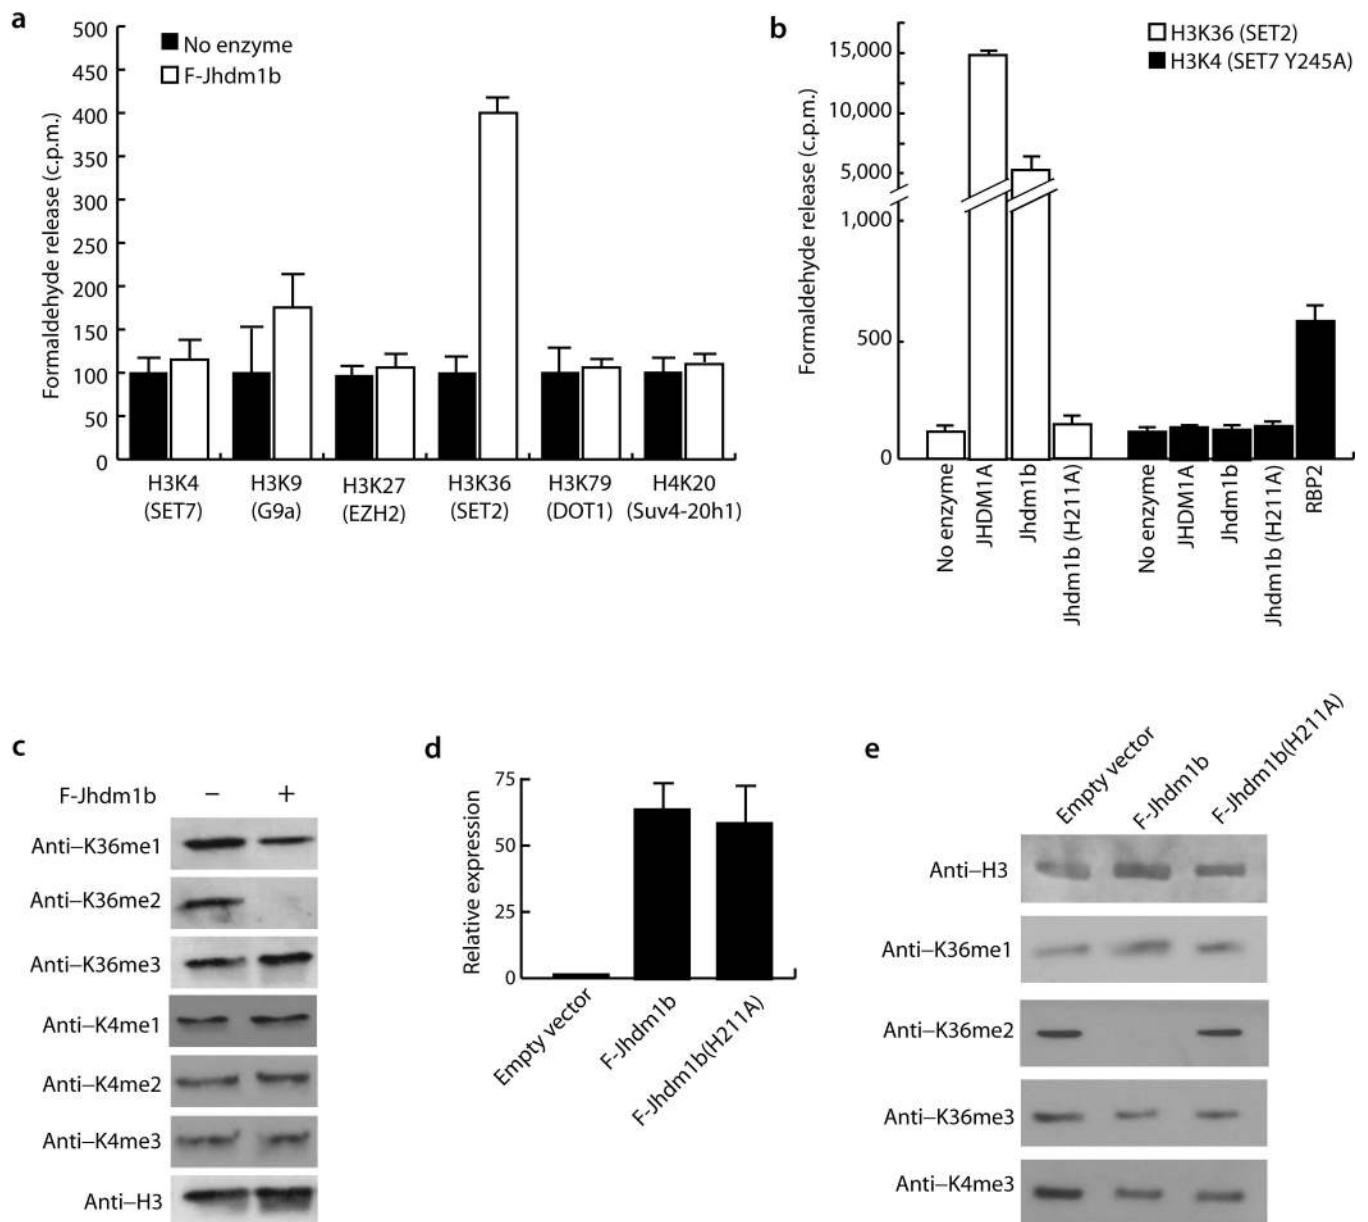 a
500
450
400
350
300
250
200
150
100
50
0
Formaldehyde release (c.p.m.)
No enzyme
F-Jhdm1b
H3K4
(SET7)
H3K9
(G9a)
H3K27
(EZH2)
H3K36
(SET2)
H3K79
(DOT1)
H4K20
(Suv4-20h1)
b
15,000
10,000
5,000
1,000
500
0
Formaldehyde release (c.p.m.)
H3K36 (SET2)
H3K4 (SET7 Y245A)
No enzyme
JHDM1A
Jhdm1b
Jhdm1b (H211A)
No enzyme
JHDM1A
Jhdm1b
Jhdm1b (H211A)
RBP2
c
F-Jhdm1b − +
Anti–K36me1
Anti–K36me2
Anti–K36me3
Anti–K4me1
Anti–K4me2
Anti–K4me3
Anti–H3
d
75
50
25
0
Relative expression
Empty vector
F-Jhdm1b
F-Jhdm1b(H211A)
e
Empty vector
F-Jhdm1b
F-Jhdm1b(H211A)
Anti–H3
Anti–K36me1
Anti–K36me2
Anti–K36me3
Anti–K4me3